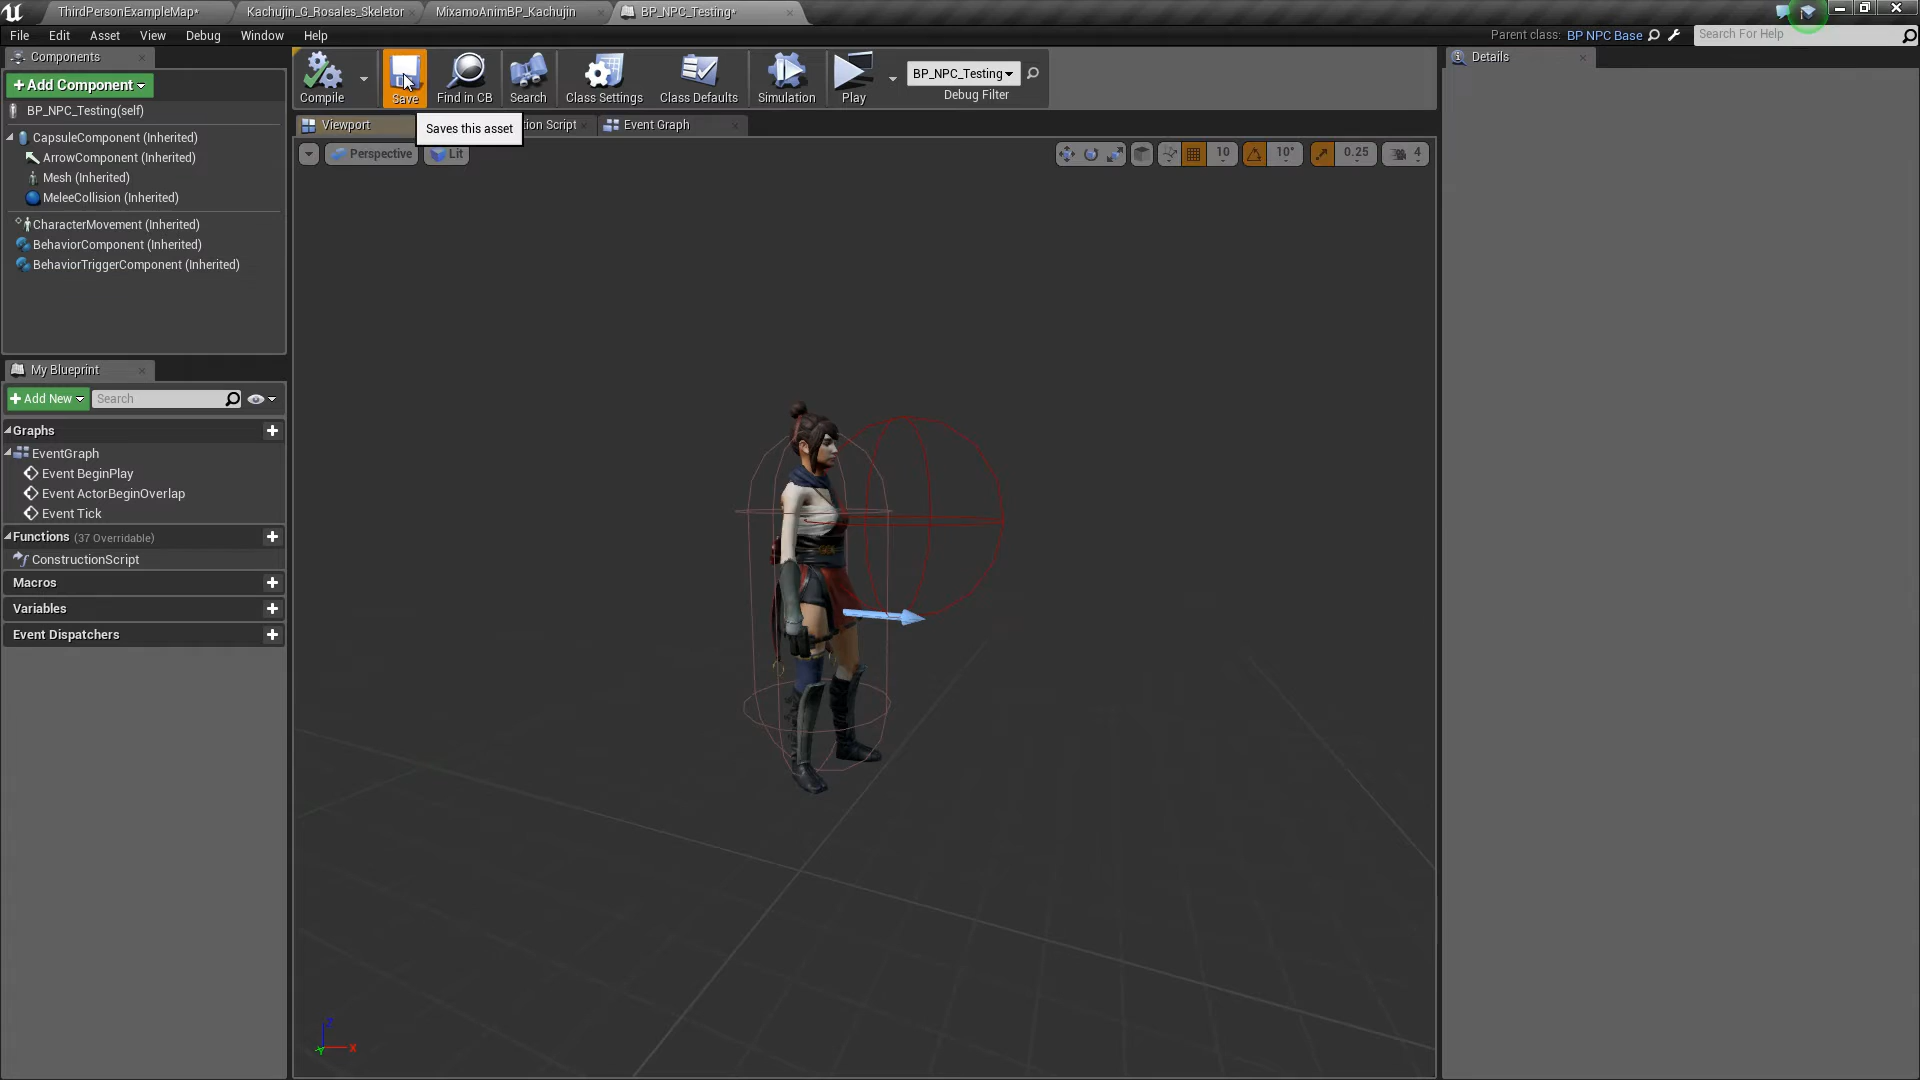 ThirdPersonExampleMap*
Kachujin_G_Rosales_Skeletor
MixamoAnimBP_Kachujin
BP_NPC_Testing*
File Edit Asset View Debug Window Help
Parent class: BP NPC Base
Search For Help
Components
+Add Component
BP_NPC_Testing(self)
CapsuleComponent (Inherited)
ArrowComponent (Inherited)
Mesh (Inherited)
MeleeCollision (Inherited)
CharacterMovement (Inherited)
BehaviorComponent (Inherited)
BehaviorTriggerComponent (Inherited)
My Blueprint
+Add New
Search
Graphs
EventGraph
Event BeginPlay
Event ActorBeginOverlap
Event Tick
Functions (37 Overridable)
ConstructionScript
Macros
Variables
Event Dispatchers
Compile
Save
Find in CB
Search
Class Settings
Class Defaults
Simulation
Play
BP_NPC_Testing
Debug Filter
Viewport
Saves this asset
tion Script
Event Graph
Perspective
Lit
10
10°
0.25
4
Z
X
Y
Details